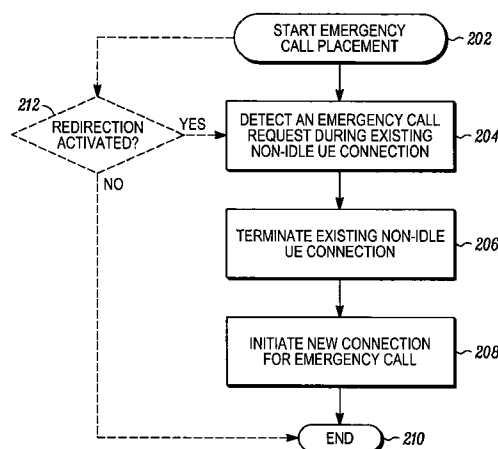 START EMERGENCY
CALL PLACEMENT
202
212
REDIRECTION
ACTIVATED?
YES
NO
DETECT AN EMERGENCY CALL
REQUEST DURING EXISTING
NON-IDLE UE CONNECTION
204
TERMINATE EXISTING NON-IDLE
UE CONNECTION
206
INITIATE NEW CONNECTION
FOR EMERGENCY CALL
208
END
210